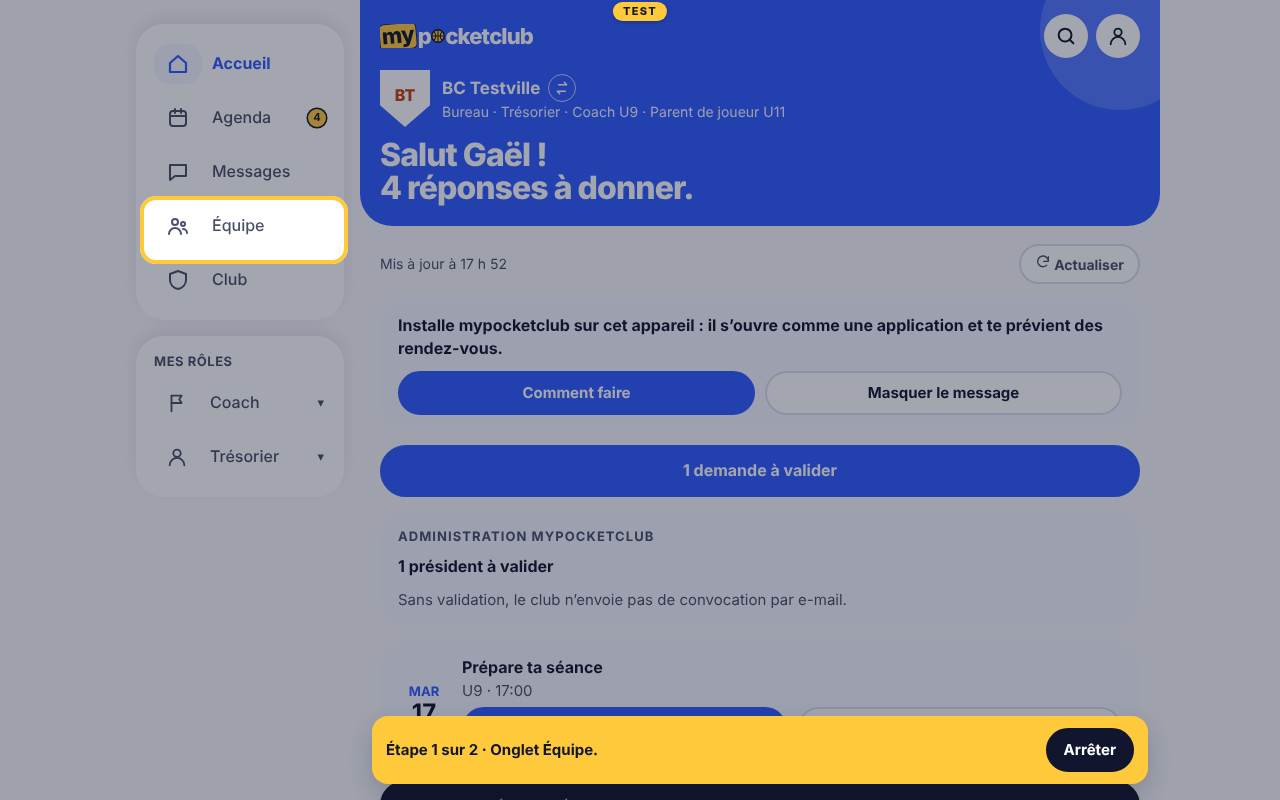 TEST
mypocketclub
Accueil
Agenda
4
Messages
Équipe
Club
MES RÔLES
Coach
Trésorier
BT
BC Testville
Bureau · Trésorier · Coach U9 · Parent de joueur U11
Salut Gaël !
4 réponses à donner.
Mis à jour à 17 h 52
Actualiser
Installe mypocketclub sur cet appareil : il s’ouvre comme une application et te prévient des
rendez-vous.
Comment faire
Masquer le message
1 demande à valider
ADMINISTRATION MYPOCKETCLUB
1 président à valider
Sans validation, le club n’envoie pas de convocation par e-mail.
Prépare ta séance
U9 · 17:00
MAR
17
Étape 1 sur 2 · Onglet Équipe.
Arrêter